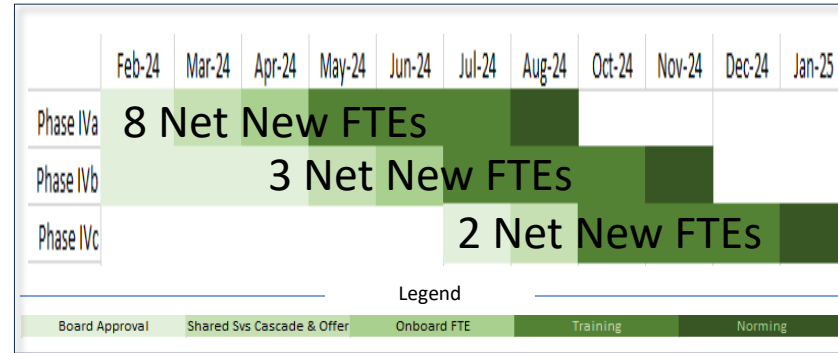 Feb-24 Mar-24 Apr-24 May-24 Jun-24 Jul-24 Aug-24 Oct-24 Nov-24 Dec-24 Jan-25
Phase IVa 8 Net New FTEs
Phase IVb 3 Net New FTEs
Phase IVc 2 Net New FTEs
Legend
Board Approval Shared Svs Cascade & Offer Onboard FTE Training Norming